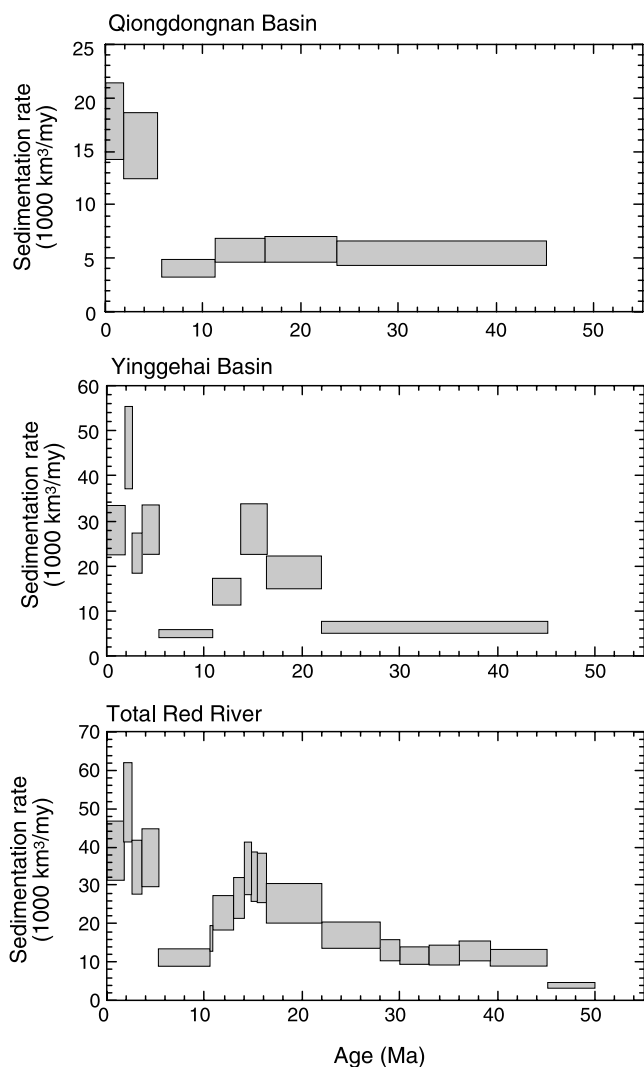 Qiongdongnan Basin
Sedimentation rate
(1000 km³/my)
25
20
15
10
5
0
0 10 20 30 40 50
Yinggehai Basin
Sedimentation rate
(1000 km³/my)
60
50
40
30
20
10
0
0 10 20 30 40 50
Total Red River
Sedimentation rate
(1000 km³/my)
70
60
50
40
30
20
10
0
0 10 20 30 40 50
Age (Ma)